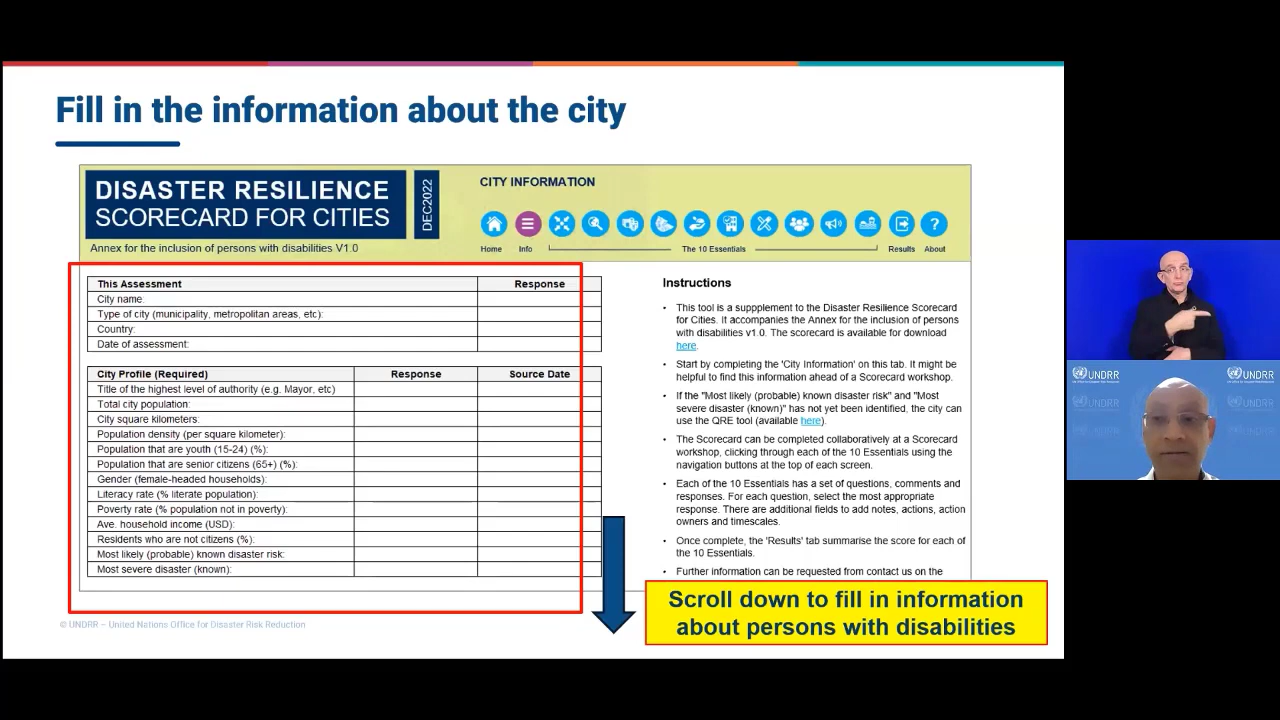 Fill in the information about the city
DISASTER RESILIENCE
SCORECARD FOR CITIES
DEC2022
Annex for the inclusion of persons with disabilities V1.0
CITY INFORMATION
?
Home
Info
The 10 Essentials
Results
About
This Assessment Response
City name:
Type of city (municipality, metropolitan areas, etc):
Country:
Date of assessment:
City Profile (Required) Response Source Date
Title of the highest level of authority (e.g. Mayor, etc)
Total city population:
City square kilometers:
Population density (per square kilometer):
Population that are youth (15-24) (%):
Population that are senior citizens (65+) (%):
Gender (female-headed households):
Literacy rate (% literate population):
Poverty rate (% population not in poverty):
Ave. household income (USD):
Residents who are not citizens (%):
Most likely (probable) known disaster risk:
Most severe disaster (known):
Instructions
• This tool is a suppplement to the Disaster Resilience Scorecard
for Cities. It accompanies the Annex for the inclusion of persons
with disabilities v1.0. The scorecard is available for download
here.
• Start by completing the 'City Information' on this tab. It might be
helpful to find this information ahead of a Scorecard workshop.
• If the "Most likely (probable) known disaster risk" and "Most
severe disaster (known)" has not yet been identified, the city can
use the QRE tool (available here).
• The Scorecard can be completed collaboratively at a Scorecard
workshop, clicking through each of the 10 Essentials using the
navigation buttons at the top of each screen.
• Each of the 10 Essentials has a set of questions, comments and
responses. For each question, select the most appropriate
response. There are additional fields to add notes, actions, action
owners and timescales.
• Once complete, the 'Results' tab summarise the score for each of
the 10 Essentials.
• Further information can be requested from contact us on the
Scroll down to fill in information
about persons with disabilities
© UNDRR – United Nations Office for Disaster Risk Reduction
UNDRR
UNDRR
UNDRR
UNDRR